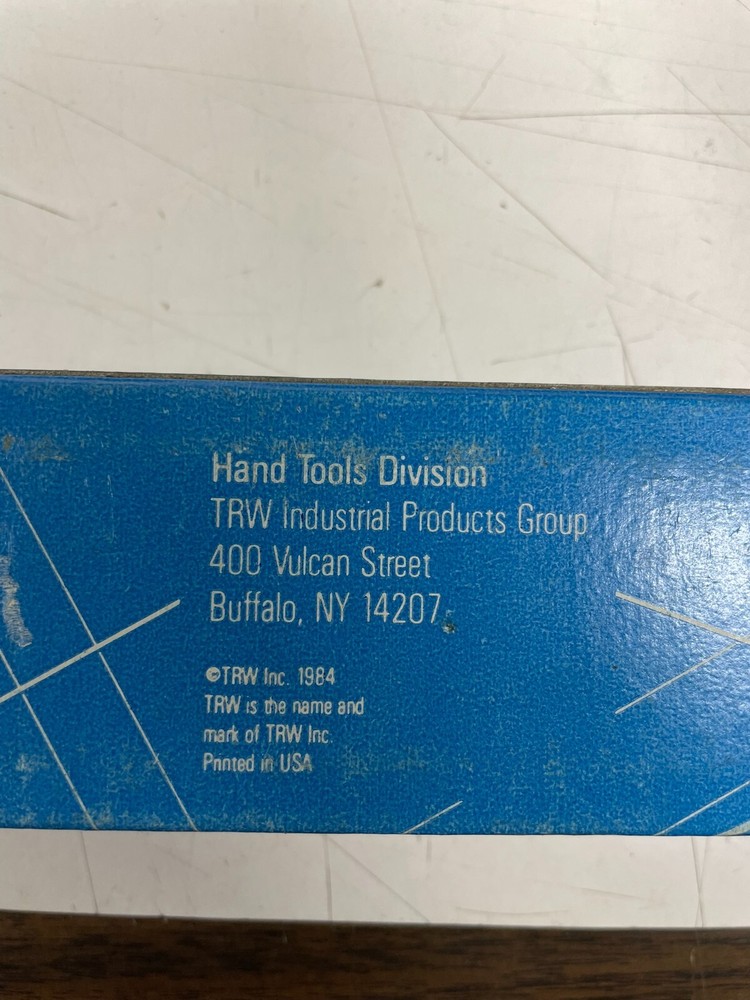 Hand Tools Division
TRW Industrial Products Group
400 Vulcan Street
Buffalo, NY 14207
©TRW Inc. 1984
TRW is the name and
mark of TRW Inc.
Printed in USA